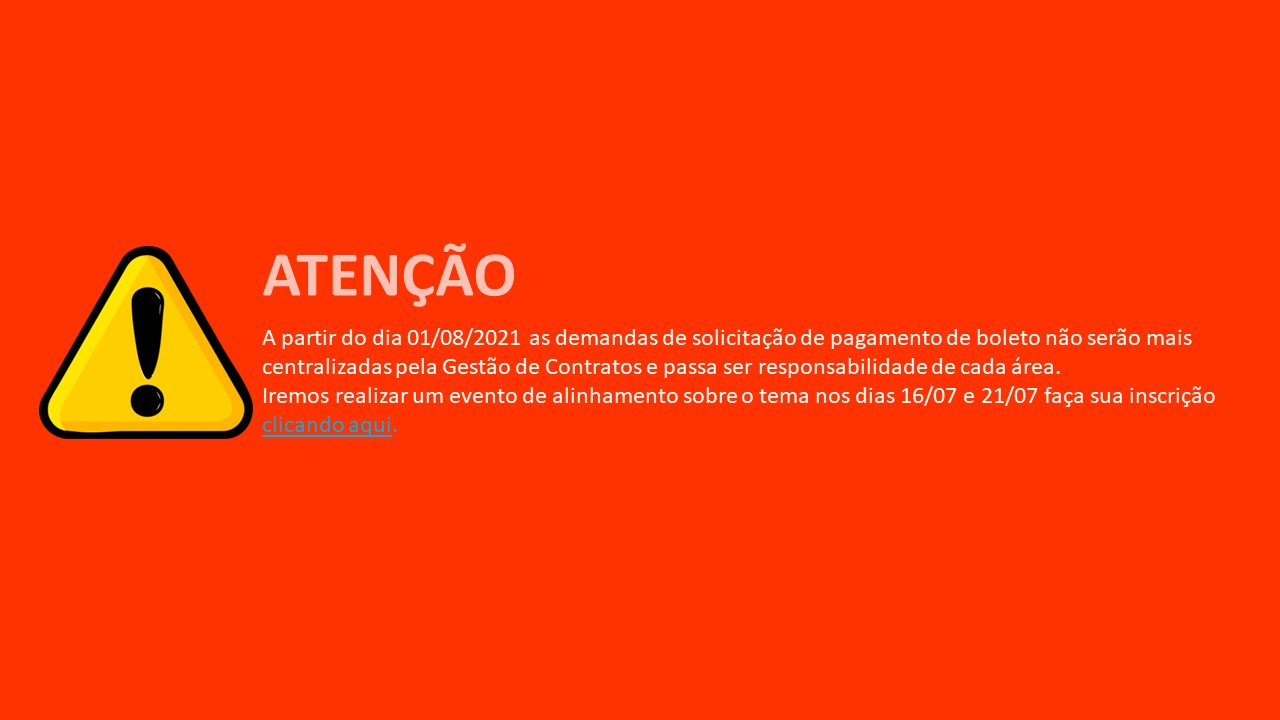 ATENÇÃO
A partir do dia 01/08/2021 as demandas de solicitação de pagamento de boleto não serão mais
centralizadas pela Gestão de Contratos e passa ser responsabilidade de cada área.
Iremos realizar um evento de alinhamento sobre o tema nos dias 16/07 e 21/07 faça sua inscrição
clicando aqui.